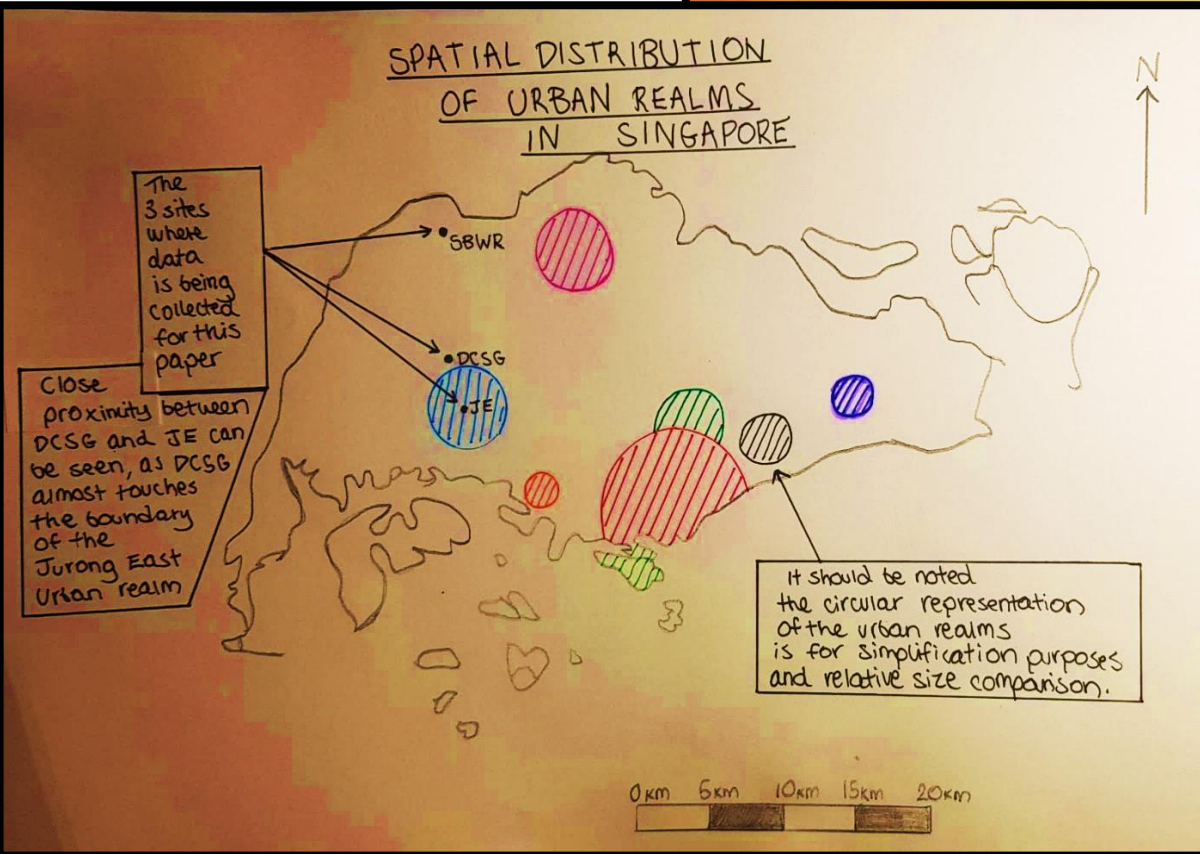 SPATIAL DISTRIBUTION
OF URBAN REALMS
IN SINGAPORE
N
The
3 sites
where
data
is being
collected
for this
paper
SBWR
DCSG
JE
Close
proximity between
DCSG and JE can
be seen, as DCSG
almost touches
the boundary
of the
Jurong East
Urban realm
It should be noted
the circular representation
of the urban realms
is for simplification purposes
and relative size comparison.
0km 5km 10km 15km 20km